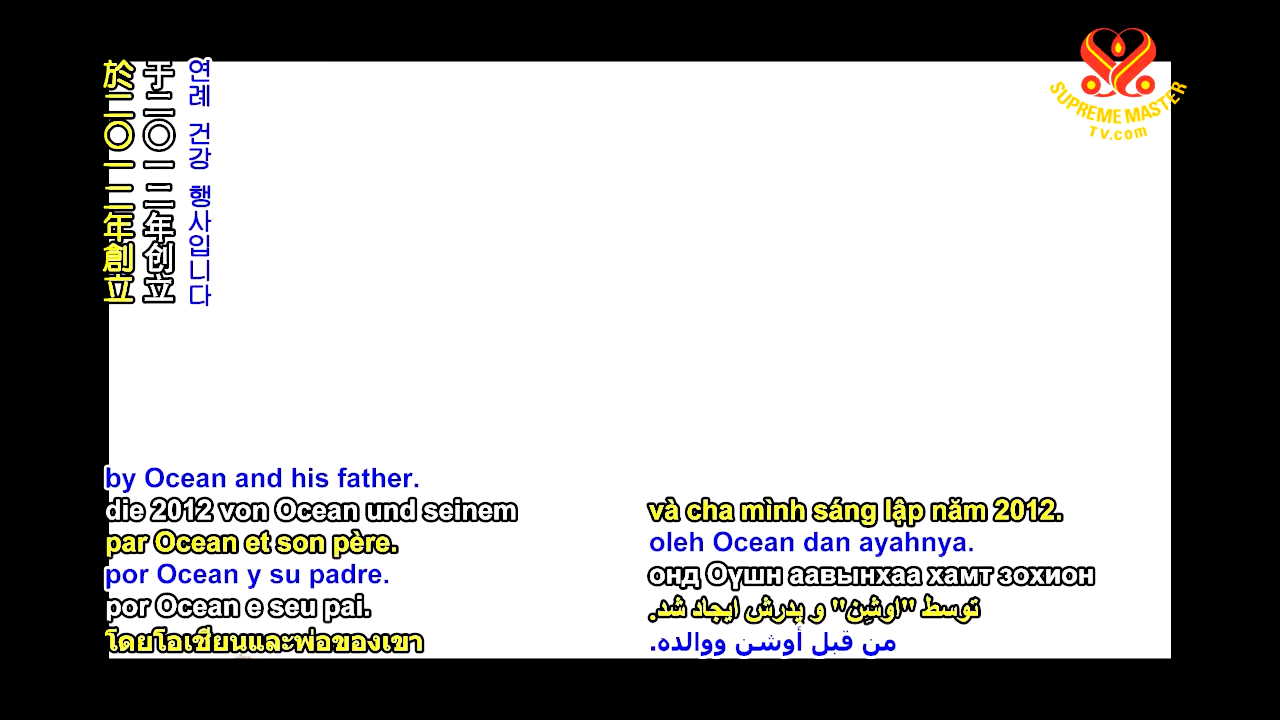 於二〇一二年創立
于二〇一二年创立
연례 건강 행사입니다
SUPREME MASTER
TV.com
by Ocean and his father.
die 2012 von Ocean und seinem
par Ocean et son père.
por Ocean y su padre.
por Ocean e seu pai.
โดยโอเชียนและพ่อของเขา
và cha mình sáng lập năm 2012.
oleh Ocean dan ayahnya.
онд Оүшн аавынхаа хамт зохион
توسط "اوشِن" و پدرش ایجاد شد.
من قبل أوشن ووالده.